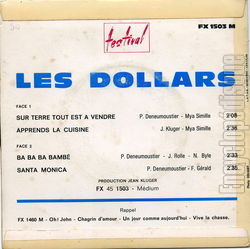 festival
FX 1503 M
LES DOLLARS
FACE 1
SUR TERRE TOUT EST A VENDRE P. Deneumoustier - Mya Simille 2'08
APPRENDS LA CUISINE J. Kluger - Mya Simille 2'36
FACE 2
BA BA BA BAMBÉ P. Deneumoustier - J. Rolle - N. Byle 2'33
SANTA MONICA P. Deneumoustier - F. Gérald 2'35
PRODUCTION JEAN KLUGER
FX 45 1503 - Médium
Rappel
FX 1460 M - Oh! John - Chagrin d'amour - Un jour comme aujourd'hui - Vive la chasse.